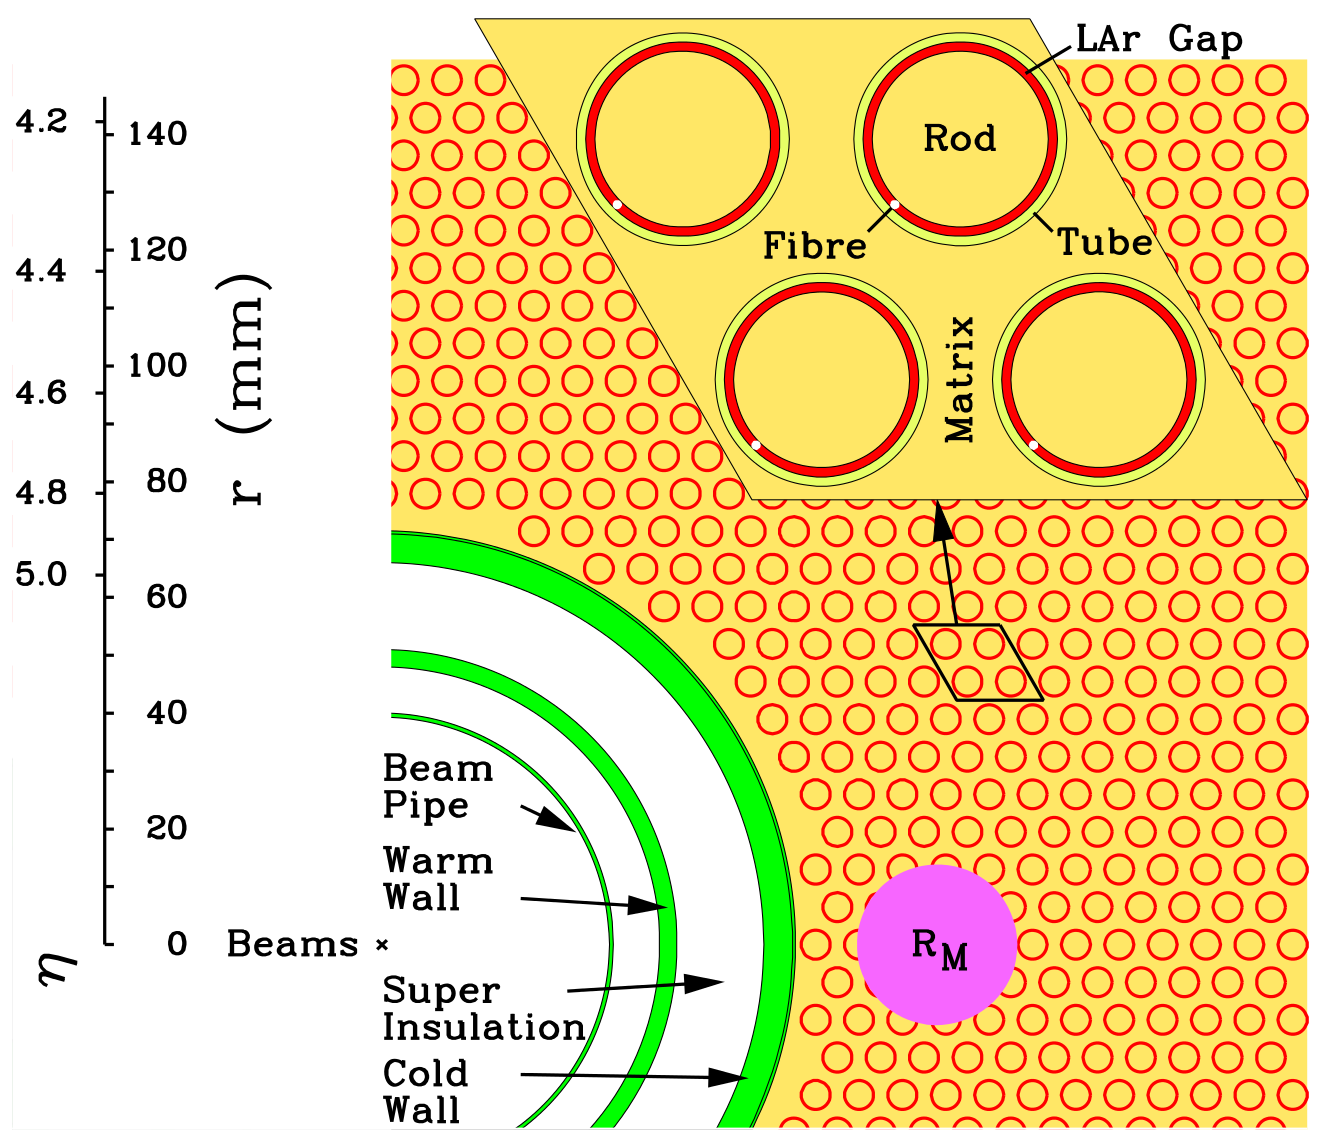 LAr Gap
4.2
140
Rod
Fibre
Tube
120
4.4
r (mm)
Matrix
100
4.6
80
4.8
5.0
60
40
Beam
Pipe
20
Warm
Wall
0
Beams ×
R_M
η
Super
Insulation
Cold
Wall